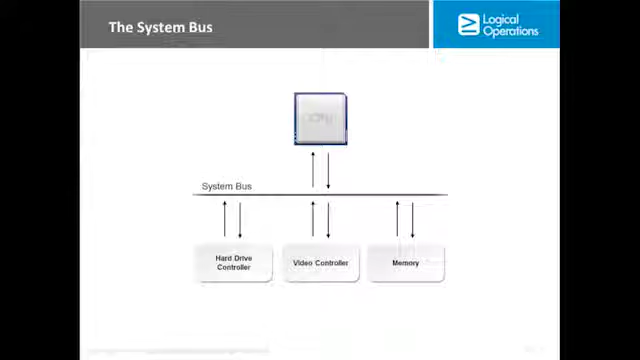 The System Bus
Logical
Operations
System Bus
Hard Drive
Controller
Video Controller
Memory